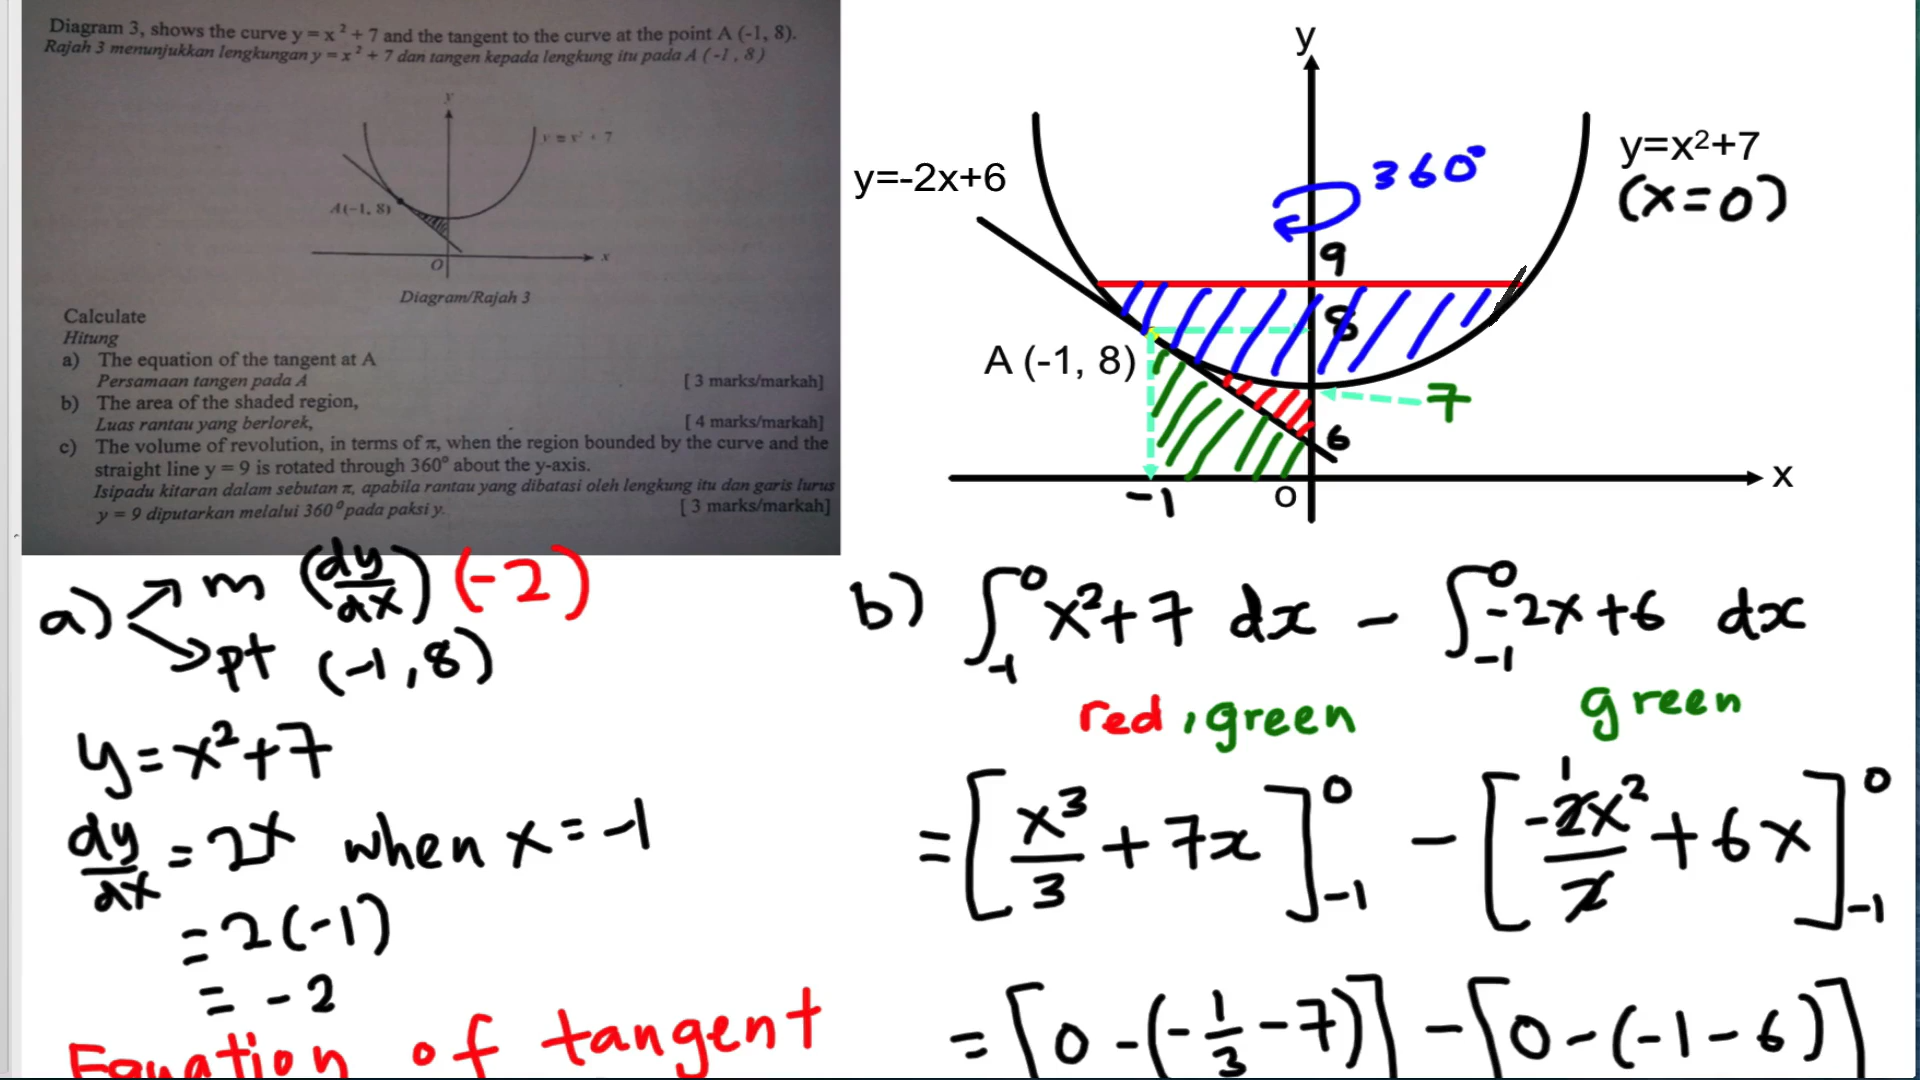 Diagram 3, shows the curve y = x² + 7 and the tangent to the curve at the point A (-1, 8).
Rajah 3 menunjukkan lengkungan y = x² + 7 dan tangen kepada lengkung itu pada A (-1, 8)
y
y = x² + 7
A(-1, 8)
O
x
Diagram/Rajah 3
Calculate
Hitung
a) The equation of the tangent at A
Persamaan tangen pada A [ 3 marks/markah]
b) The area of the shaded region,
Luas rantau yang berlorek, [ 4 marks/markah]
c) The volume of revolution, in terms of π, when the region bounded by the curve and the
straight line y = 9 is rotated through 360° about the y-axis.
Isipadu kitaran dalam sebutan π, apabila rantau yang dibatasi oleh lengkung itu dan garis lurus
y = 9 diputarkan melalui 360° pada paksi y. [ 3 marks/markah]
y
y=-2x+6
360°
y=x²+7
(x=0)
9
8
A (-1, 8)
7
6
-1
O
x
a) m (dy/dx) (-2)
pt (-1, 8)
y = x² + 7
dy/dx = 2x when x = -1
= 2(-1)
= -2
Equation of tangent
b) ∫₋₁⁰ x² + 7 dx - ∫₋₁⁰ -2x + 6 dx
red, green
green
= [x³/3 + 7x]₋₁⁰ - [-2x²/2 + 6x]₋₁⁰
1
= [0 - (-1/3 - 7)] - [0 - (-1 - 6)]